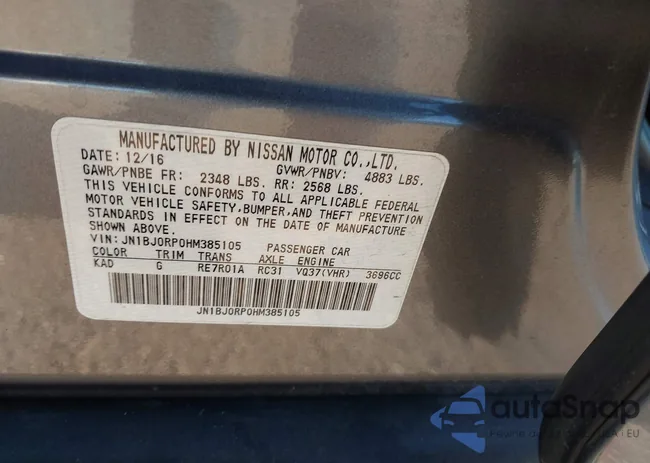 MANUFACTURED BY NISSAN MOTOR CO.,LTD.
DATE: 12/16 GVWR/PNBV: 4883 LBS.
GAWR/PNBE FR: 2348 LBS. RR: 2568 LBS.
THIS VEHICLE CONFORMS TO ALL APPLICABLE FEDERAL
MOTOR VEHICLE SAFETY,BUMPER,AND THEFT PREVENTION
STANDARDS IN EFFECT ON THE DATE OF MANUFACTURE
SHOWN ABOVE.
VIN: JN1BJ0RP0HM385105 PASSENGER CAR
COLOR TRIM TRANS AXLE ENGINE
KAD G RE7R01A RC31 VQ37(VHR) 3696CC
JN1BJ0RP0HM385105
autoSnap
EU